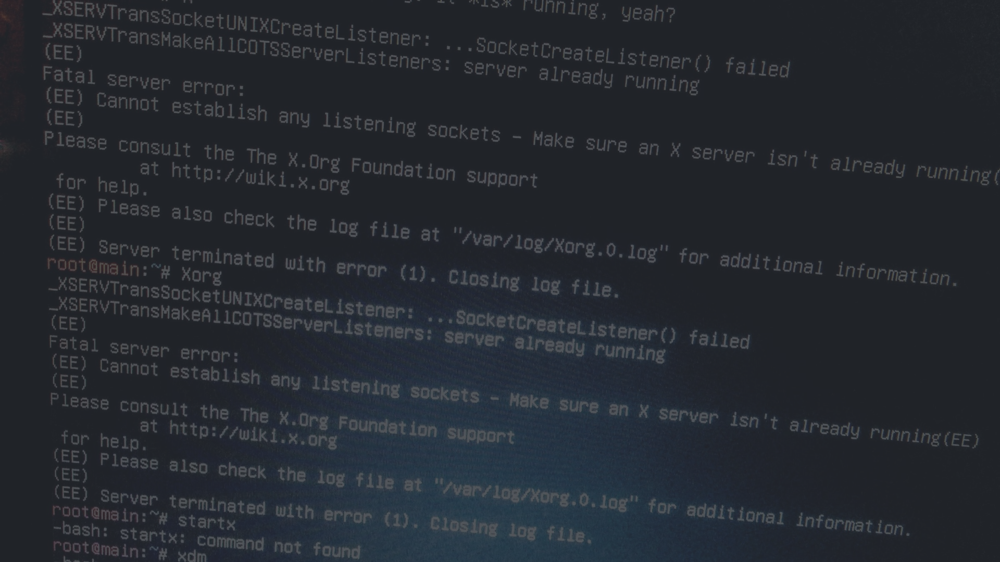 *is* running, yeah?
_XSERVTransSocketUNIXCreateListener: ...SocketCreateListener() failed
_XSERVTransMakeAllCOTSServerListeners: server already running
(EE)
Fatal server error:
(EE) Cannot establish any listening sockets - Make sure an X server isn't already running(
(EE)
Please consult the The X.Org Foundation support
at http://wiki.x.org
for help.
(EE) Please also check the log file at "/var/log/Xorg.0.log" for additional information.
(EE)
(EE) Server terminated with error (1). Closing log file.
root@main:~# Xorg
_XSERVTransSocketUNIXCreateListener: ...SocketCreateListener() failed
_XSERVTransMakeAllCOTSServerListeners: server already running
(EE)
Fatal server error:
(EE) Cannot establish any listening sockets - Make sure an X server isn't already running(EE)
(EE)
Please consult the The X.Org Foundation support
at http://wiki.x.org
for help.
(EE) Please also check the log file at "/var/log/Xorg.0.log" for additional information.
(EE)
(EE) Server terminated with error (1). Closing log file.
root@main:~# startx
-bash: startx: command not found
root@main:~# xdm